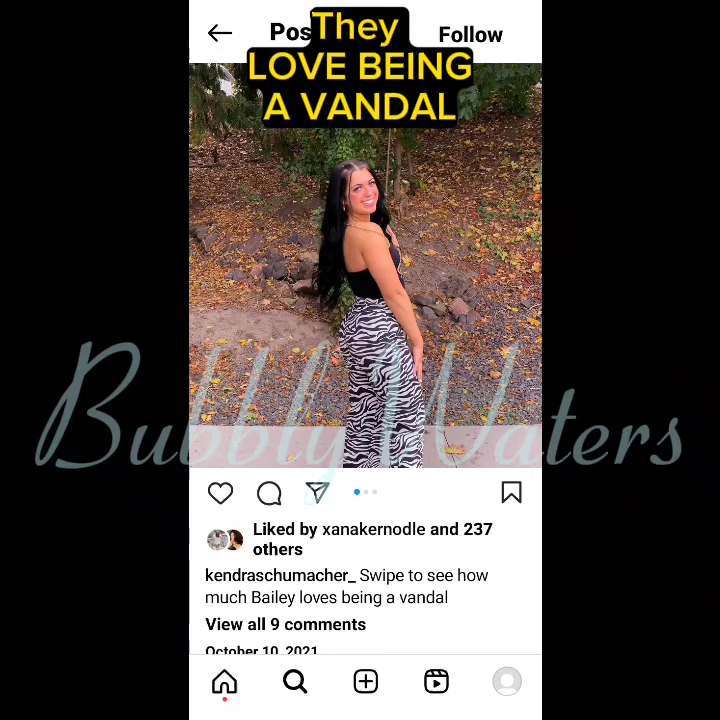 Pos
Follow
They
LOVE BEING
A VANDAL
Bubbly Waters
Liked by xanakernodle and 237
others
kendraschumacher_ Swipe to see how
much Bailey loves being a vandal
View all 9 comments
October 10, 2021